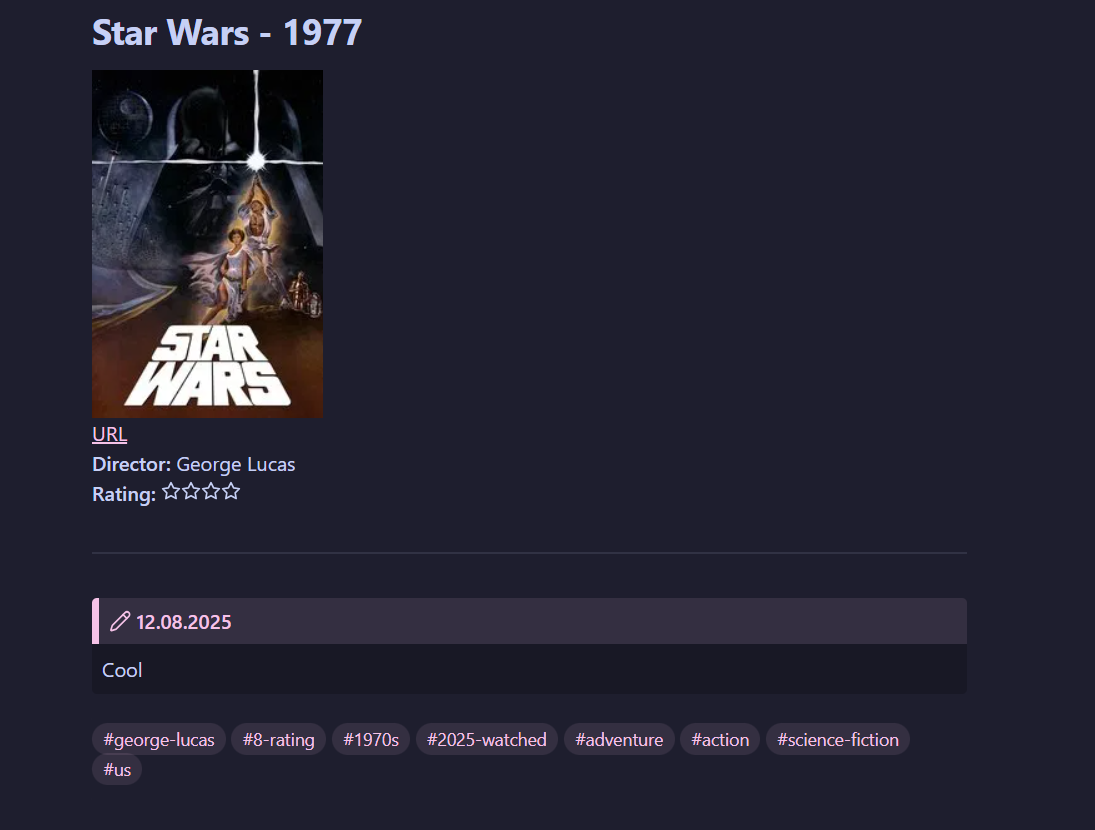 Star Wars - 1977
STAR
WARS
URL
Director: George Lucas
Rating: ☆☆☆☆
12.08.2025
Cool
#george-lucas #8-rating #1970s #2025-watched #adventure #action #science-fiction
#us